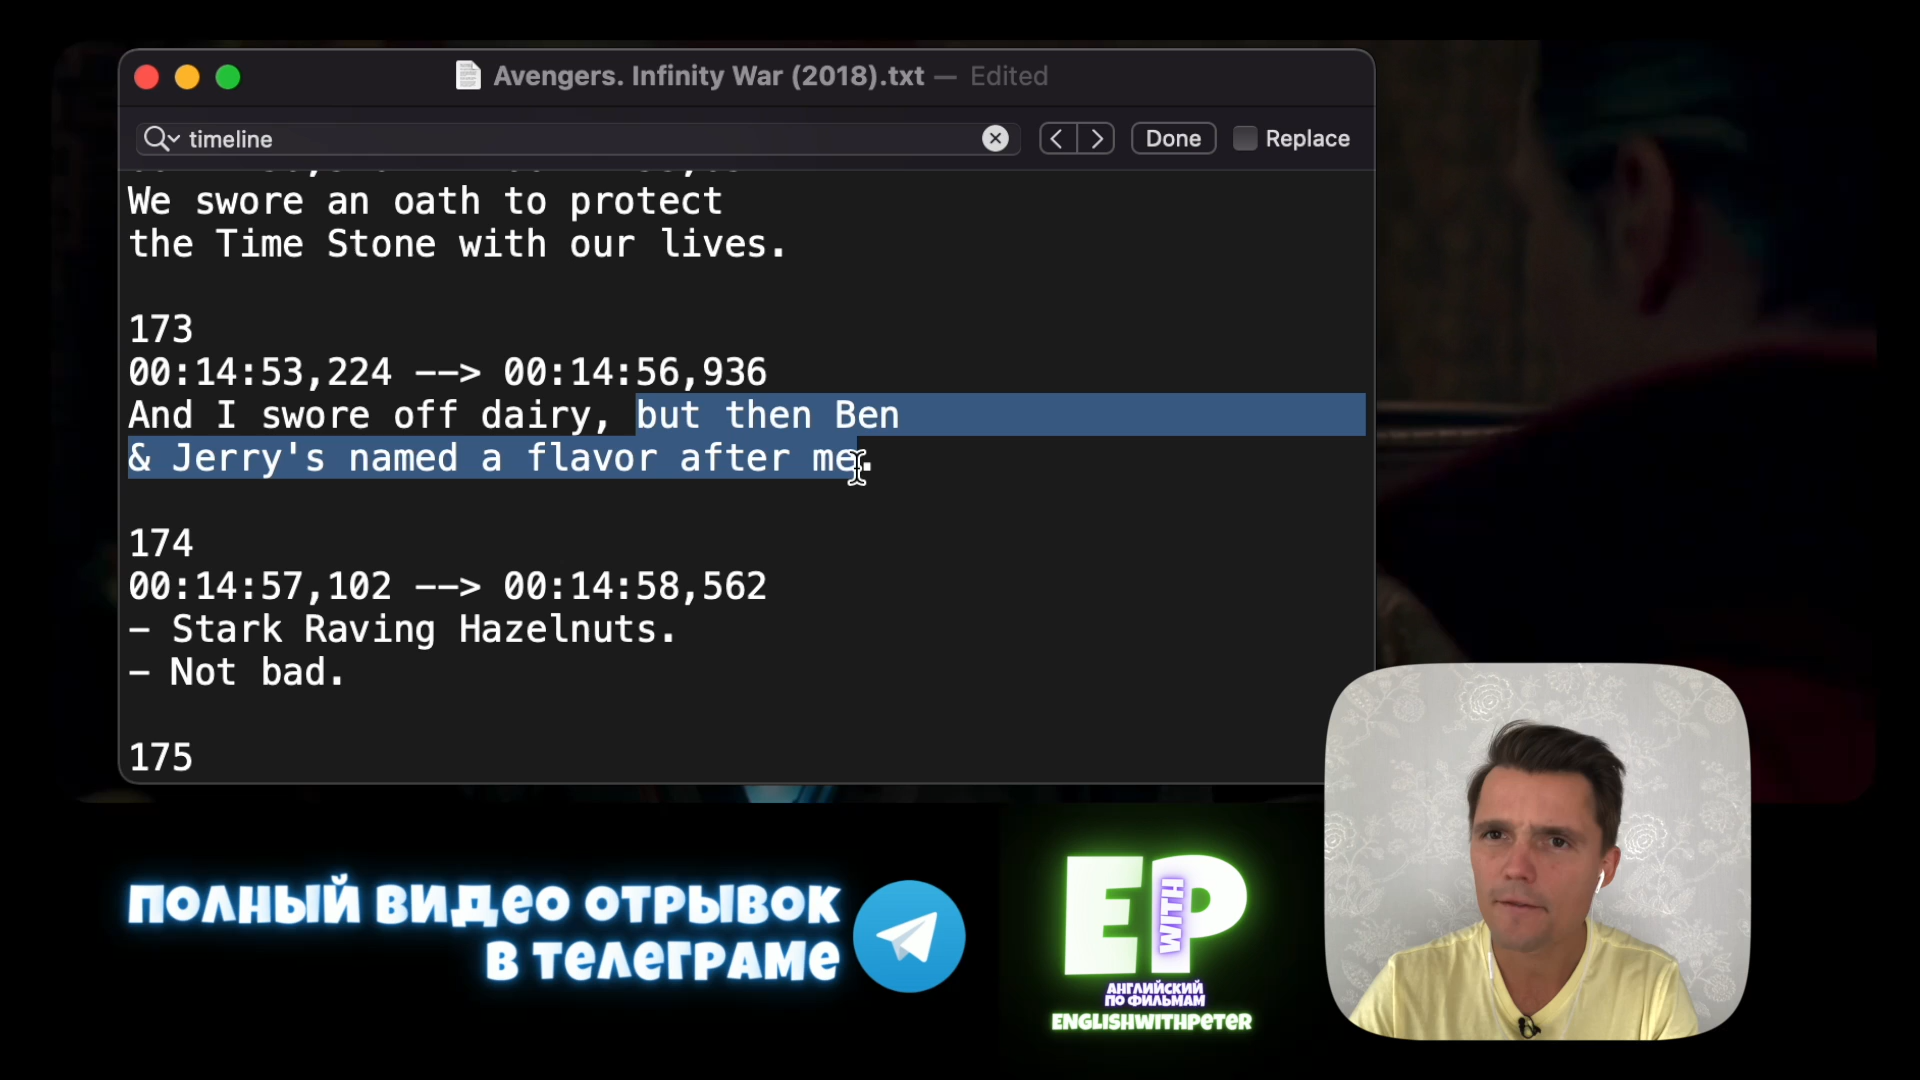 Avengers. Infinity War (2018).txt — Edited
timeline
Done
Replace
We swore an oath to protect
the Time Stone with our lives.
173
00:14:53,224 --> 00:14:56,936
And I swore off dairy, but then Ben
& Jerry's named a flavor after me.
174
00:14:57,102 --> 00:14:58,562
– Stark Raving Hazelnuts.
– Not bad.
175
ПОЛНЫЙ ВИДЕО ОТРЫВОК
В ТЕЛЕГРАМЕ
EP
WITH
АНГЛИЙСКИЙ
ПО ФИЛЬМАМ
ENGLISHWITHPETER